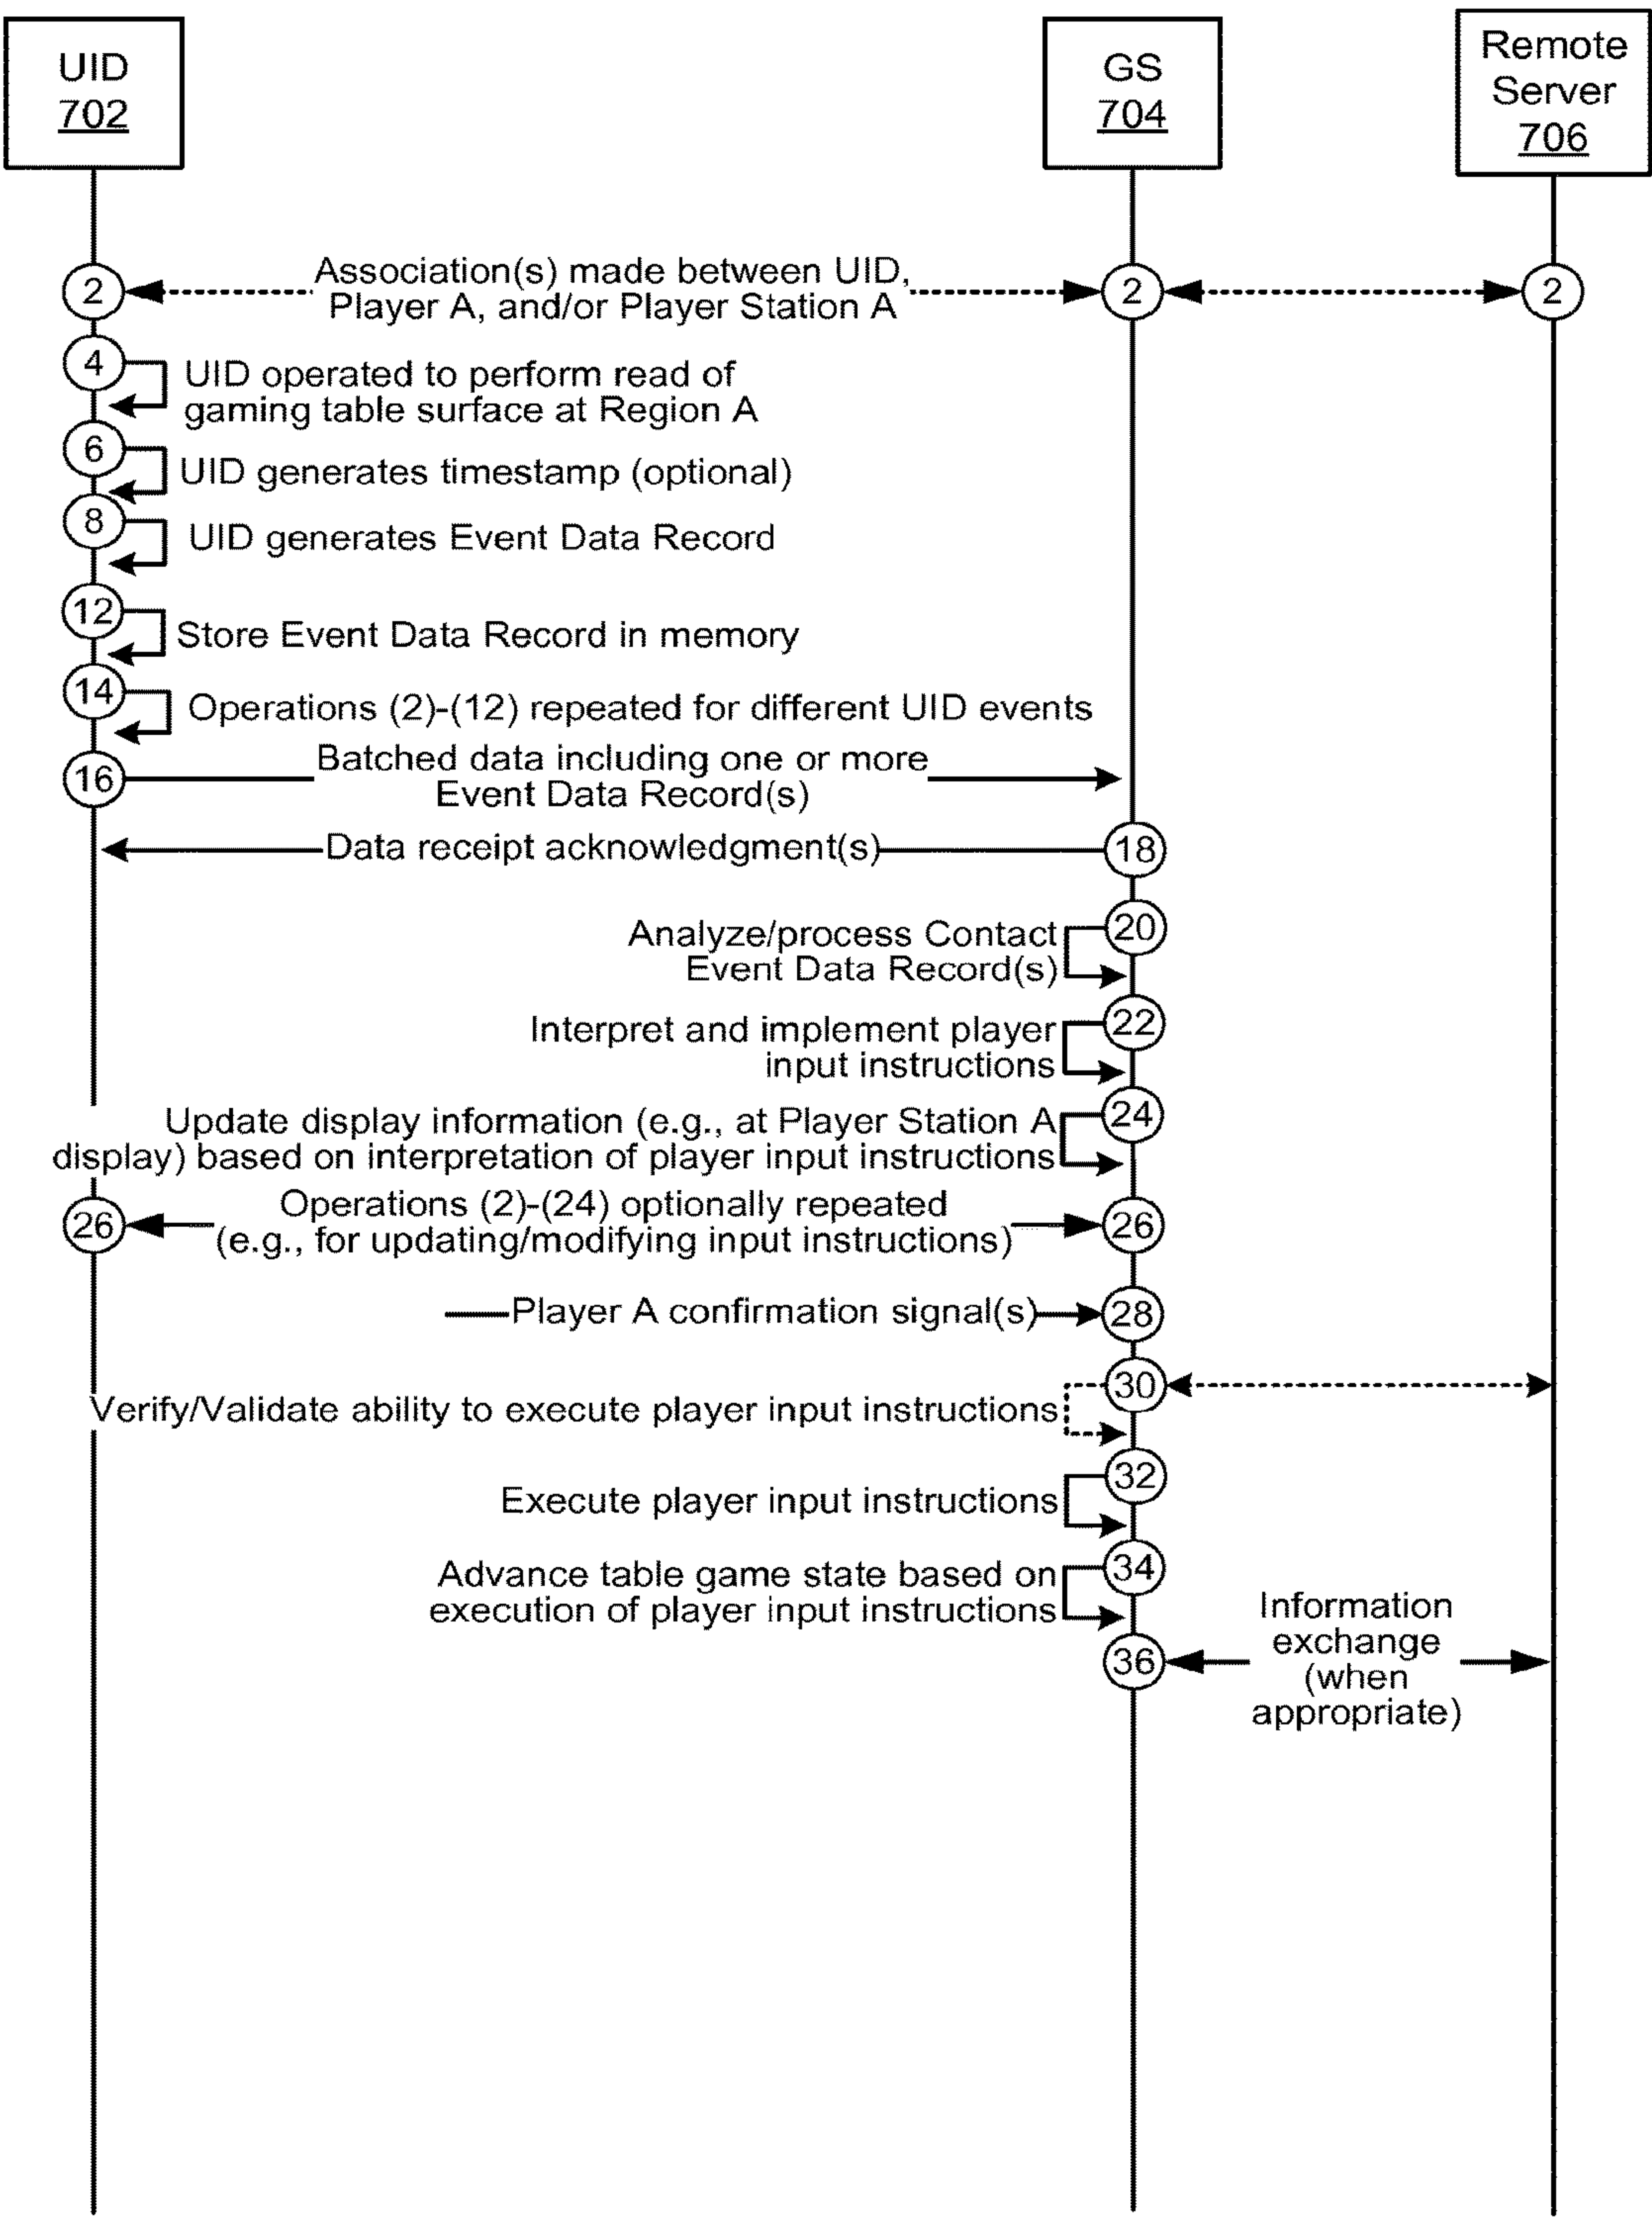 UID
702
GS
704
Remote
Server
706
2
Association(s) made between UID,
Player A, and/or Player Station A
2
2
4
UID operated to perform read of
gaming table surface at Region A
6
UID generates timestamp (optional)
8
UID generates Event Data Record
12
Store Event Data Record in memory
14
Operations (2)-(12) repeated for different UID events
16
Batched data including one or more
Event Data Record(s)
Data receipt acknowledgment(s)
18
20
Analyze/process Contact
Event Data Record(s)
22
Interpret and implement player
input instructions
24
Update display information (e.g., at Player Station A
display) based on interpretation of player input instructions
26
Operations (2)-(24) optionally repeated
(e.g., for updating/modifying input instructions)
26
Player A confirmation signal(s)
28
30
Verify/Validate ability to execute player input instructions
32
Execute player input instructions
34
Advance table game state based on
execution of player input instructions
36
Information
exchange
(when
appropriate)